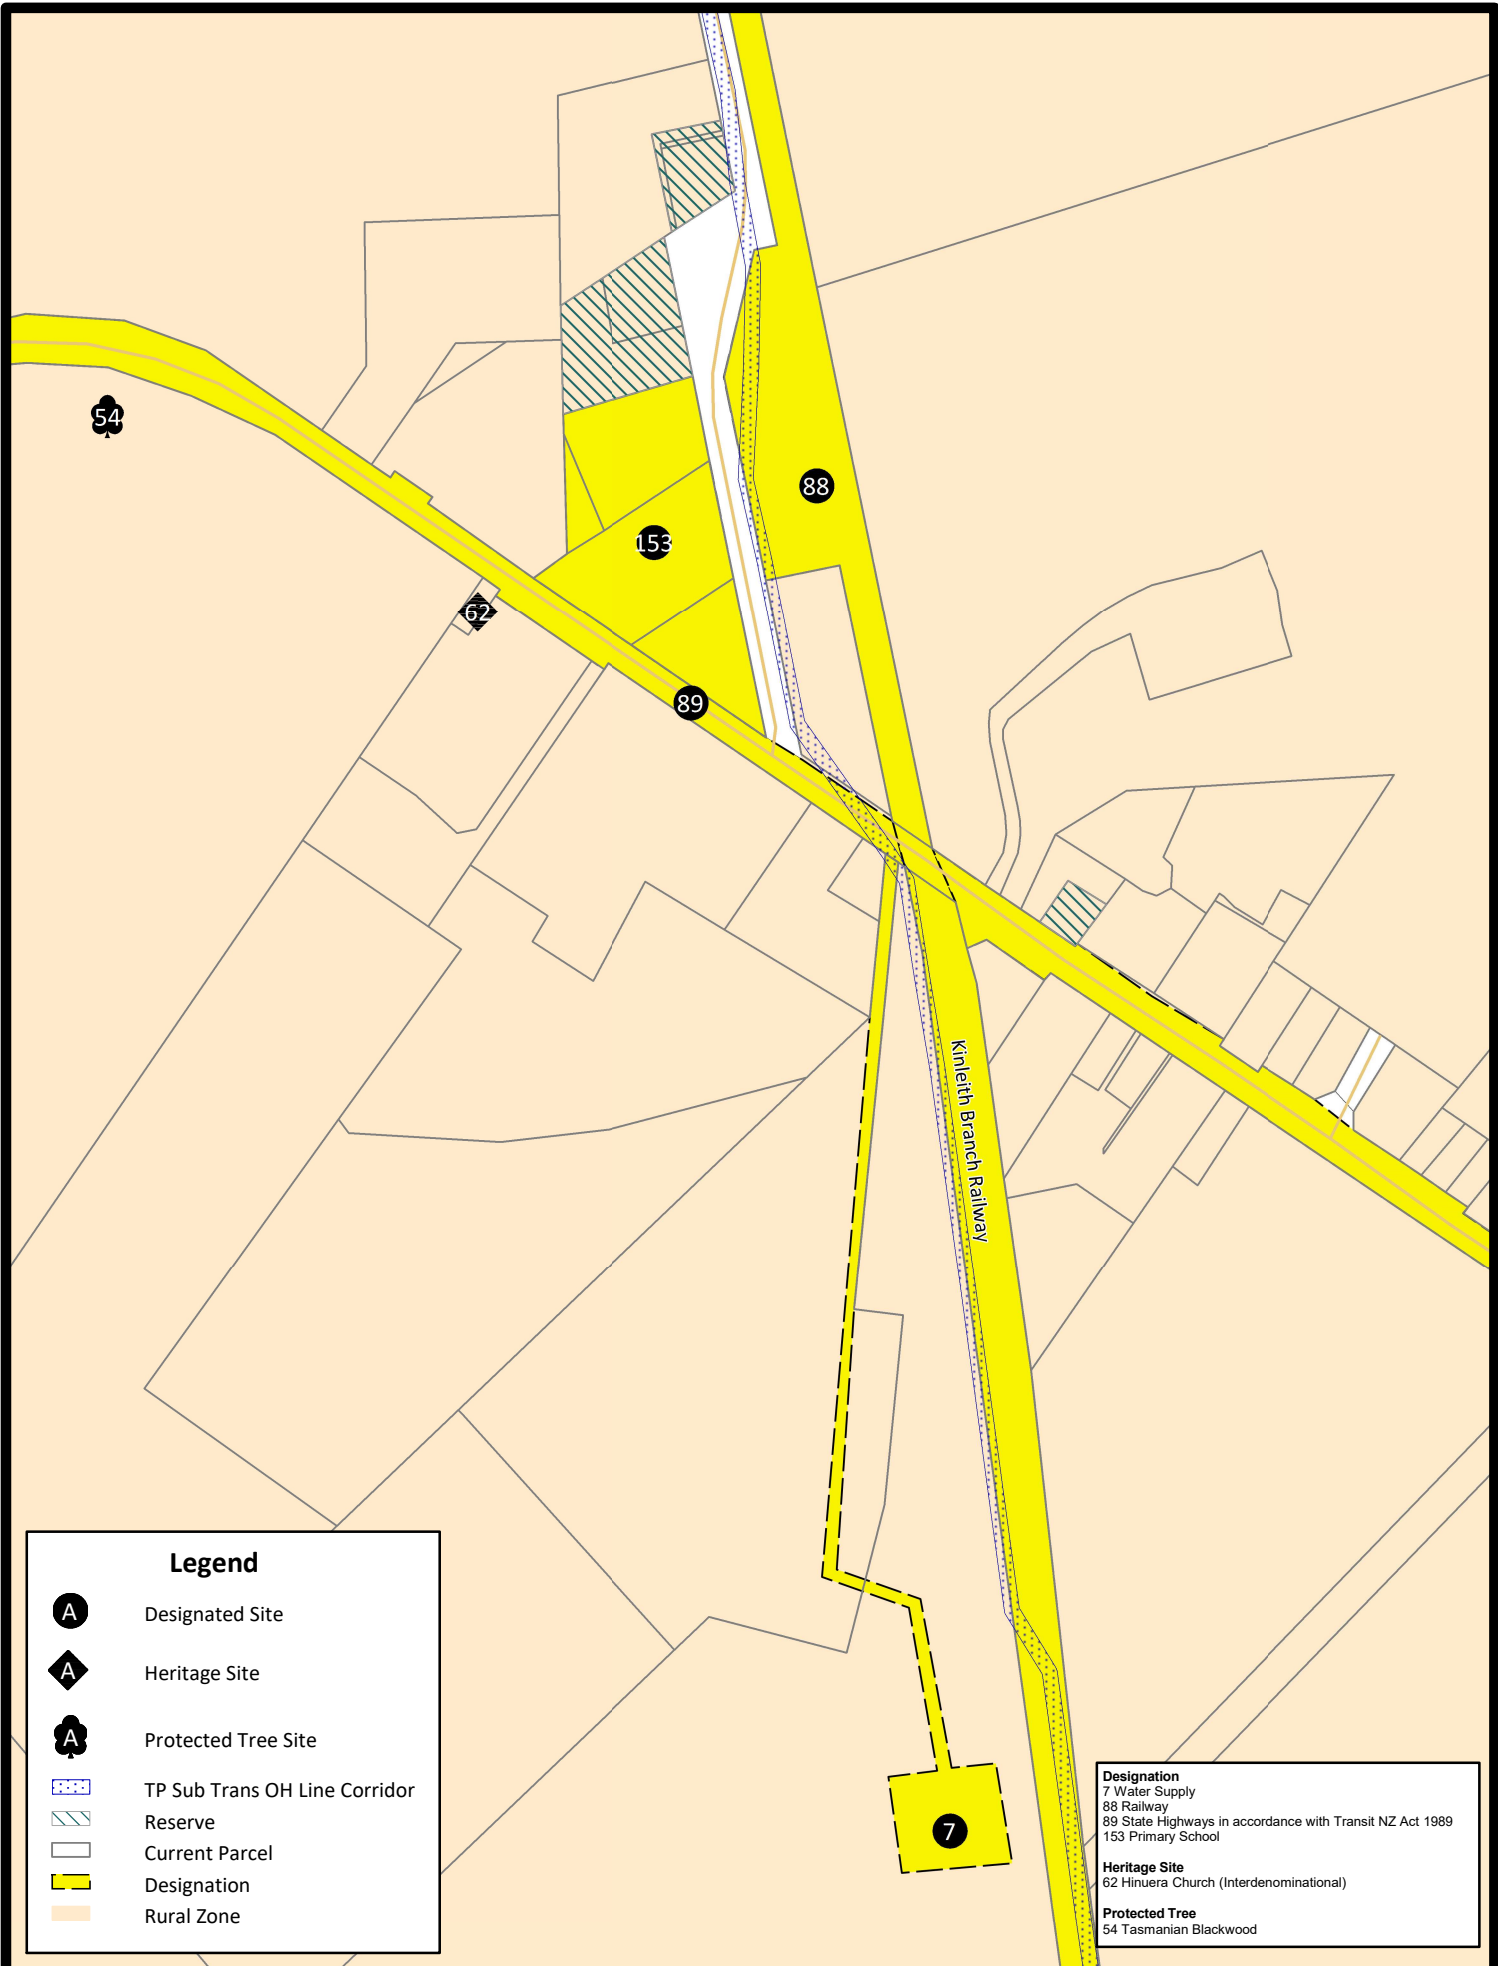 54
88
153
62
89
Kinleith Branch Railway
7
Legend
A Designated Site
A Heritage Site
A Protected Tree Site
TP Sub Trans OH Line Corridor
Reserve
Current Parcel
Designation
Rural Zone
Designation
7 Water Supply
88 Railway
89 State Highways in accordance with Transit NZ Act 1989
153 Primary School
Heritage Site
62 Hinuera Church (Interdenominational)
Protected Tree
54 Tasmanian Blackwood